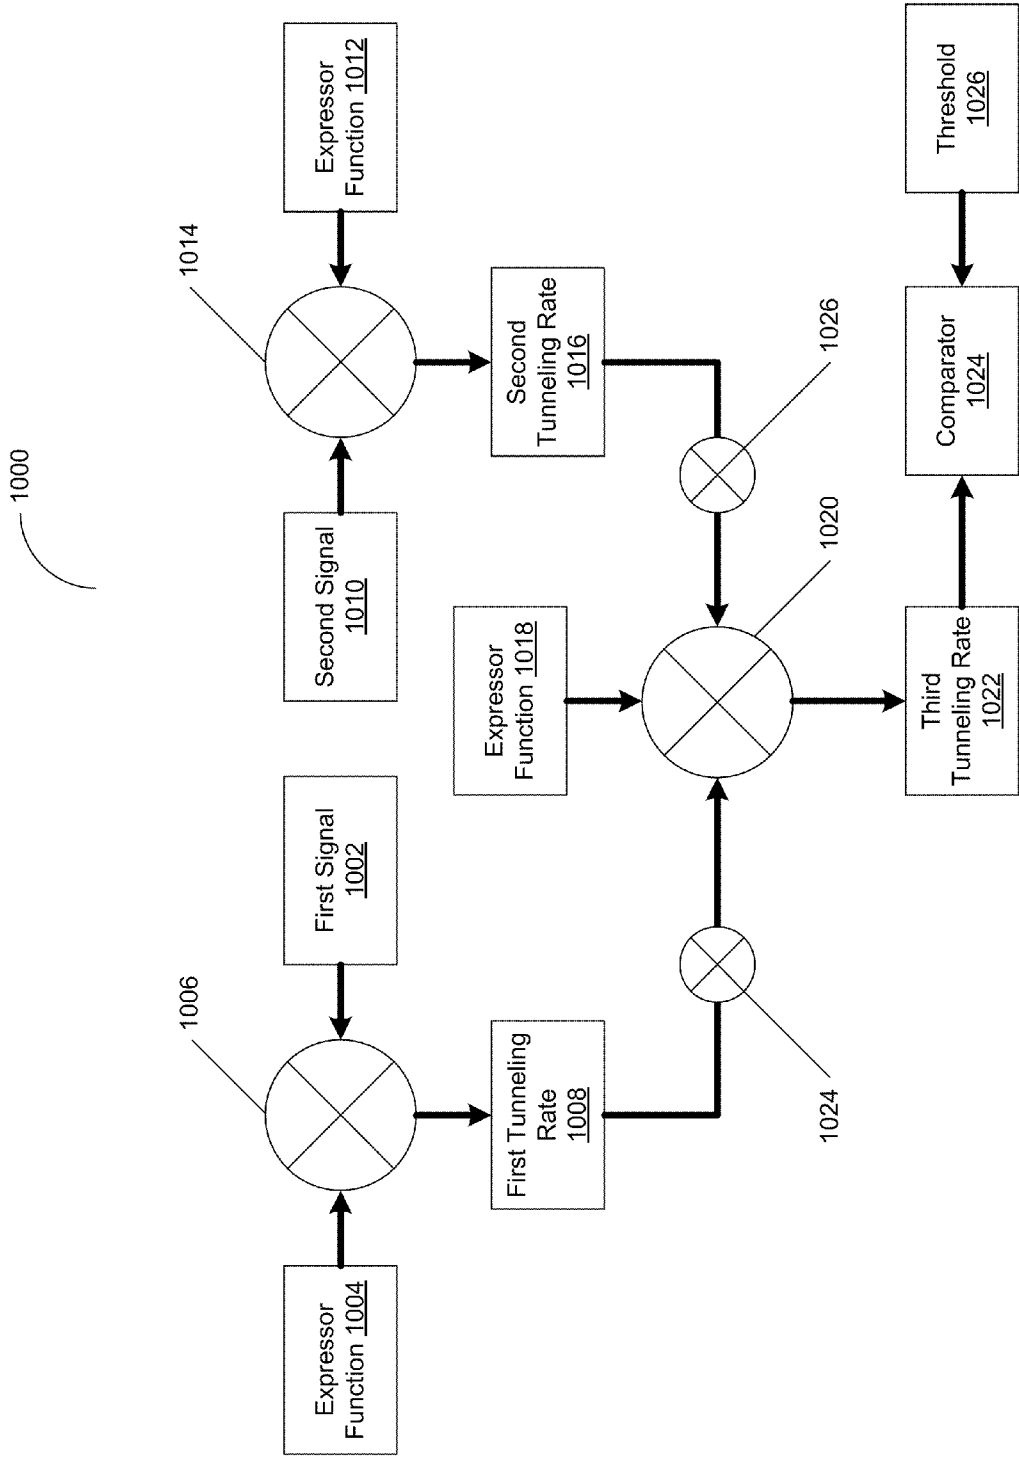 1000
Expressor
Function 1004
1006
First Signal
1002
Second Signal
1010
1014
Expressor
Function 1012
First Tunneling
Rate
1008
Expressor
Function 1018
Second
Tunneling Rate
1016
1024
1020
1026
Third
Tunneling Rate
1022
Comparator
1024
Threshold
1026